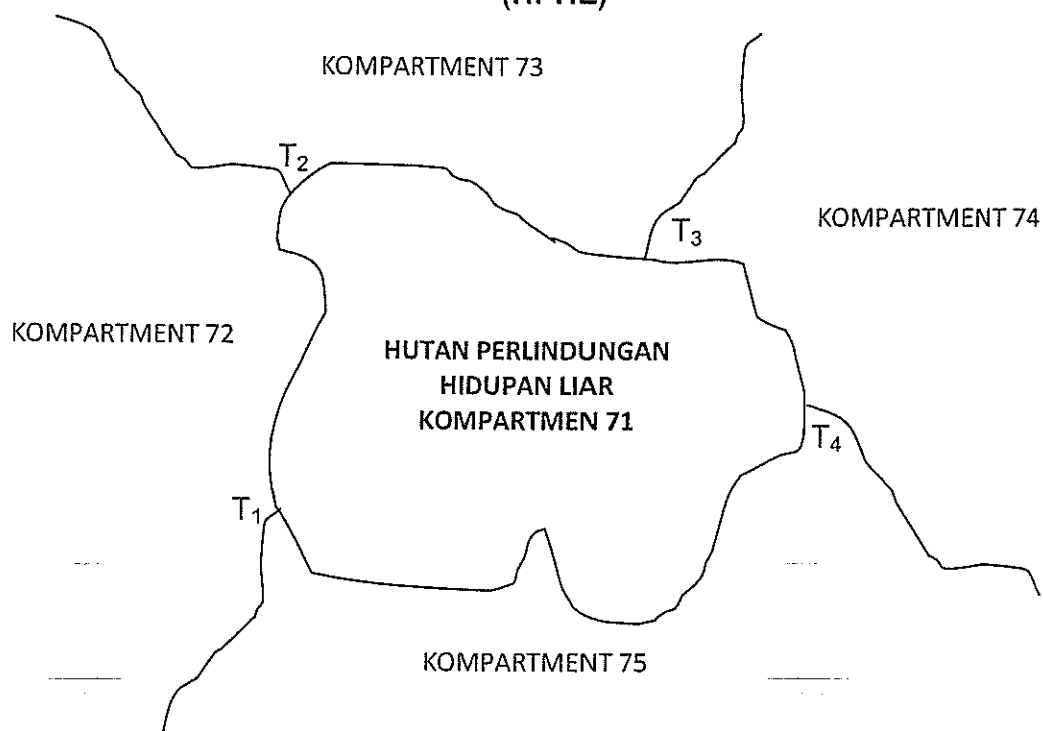 KOMPARTMENT 73
T2
T3
KOMPARTMENT 74
KOMPARTMENT 72
HUTAN PERLINDUNGAN
HIDUPAN LIAR
KOMPARTMEN 71
T4
T1
KOMPARTMENT 75